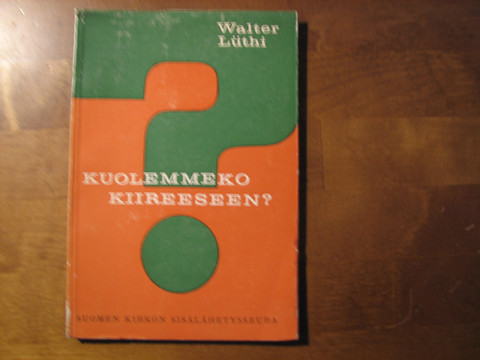 Walter
Lüthi
KUOLEMMEKO
KIIREESEEN?
SUOMEN KIRKON SISÄLÄHETYSSEURA